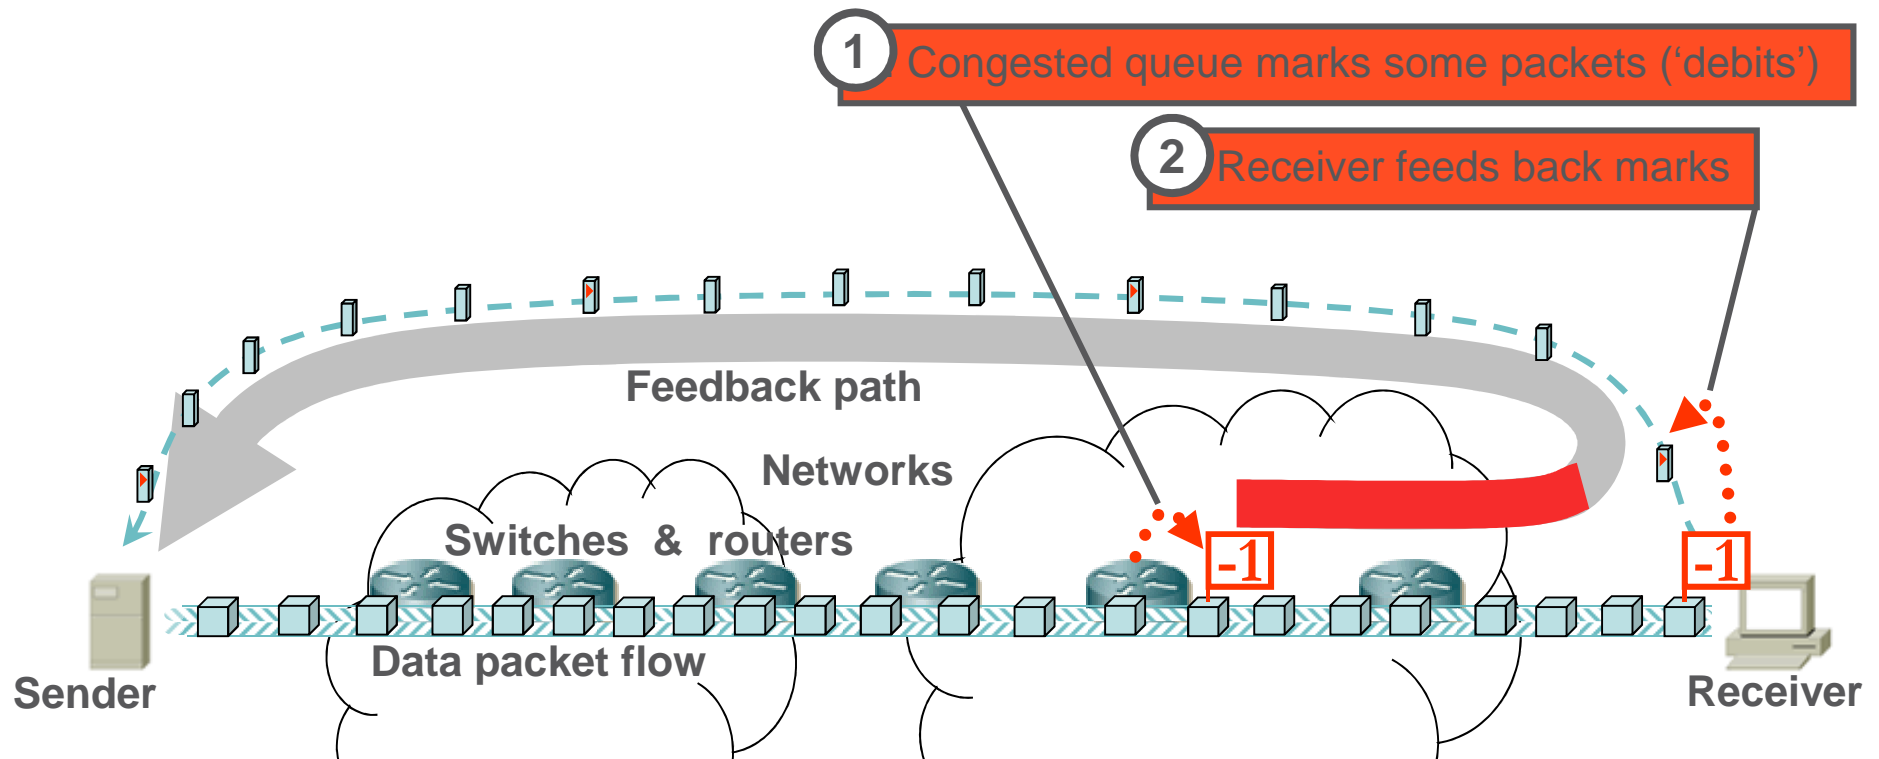 1 Congested queue marks some packets (‘debits’)
2 Receiver feeds back marks
Feedback path
Networks
Switches & routers
-1 -1
Data packet flow
Sender
Receiver